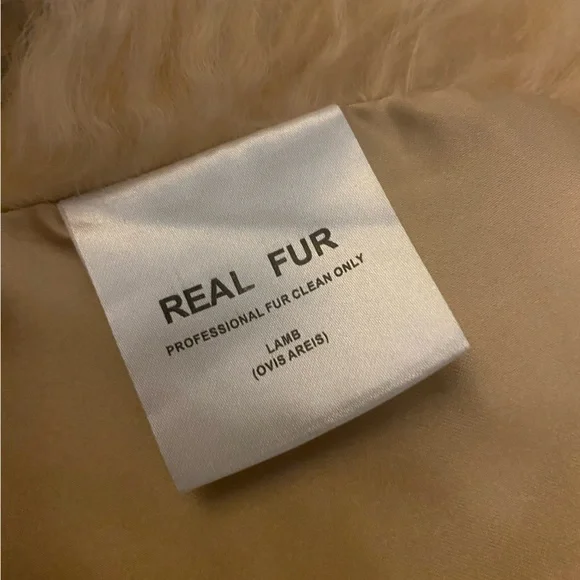 REAL FUR
PROFESSIONAL FUR CLEAN ONLY
LAMB
(OVIS AREIS)